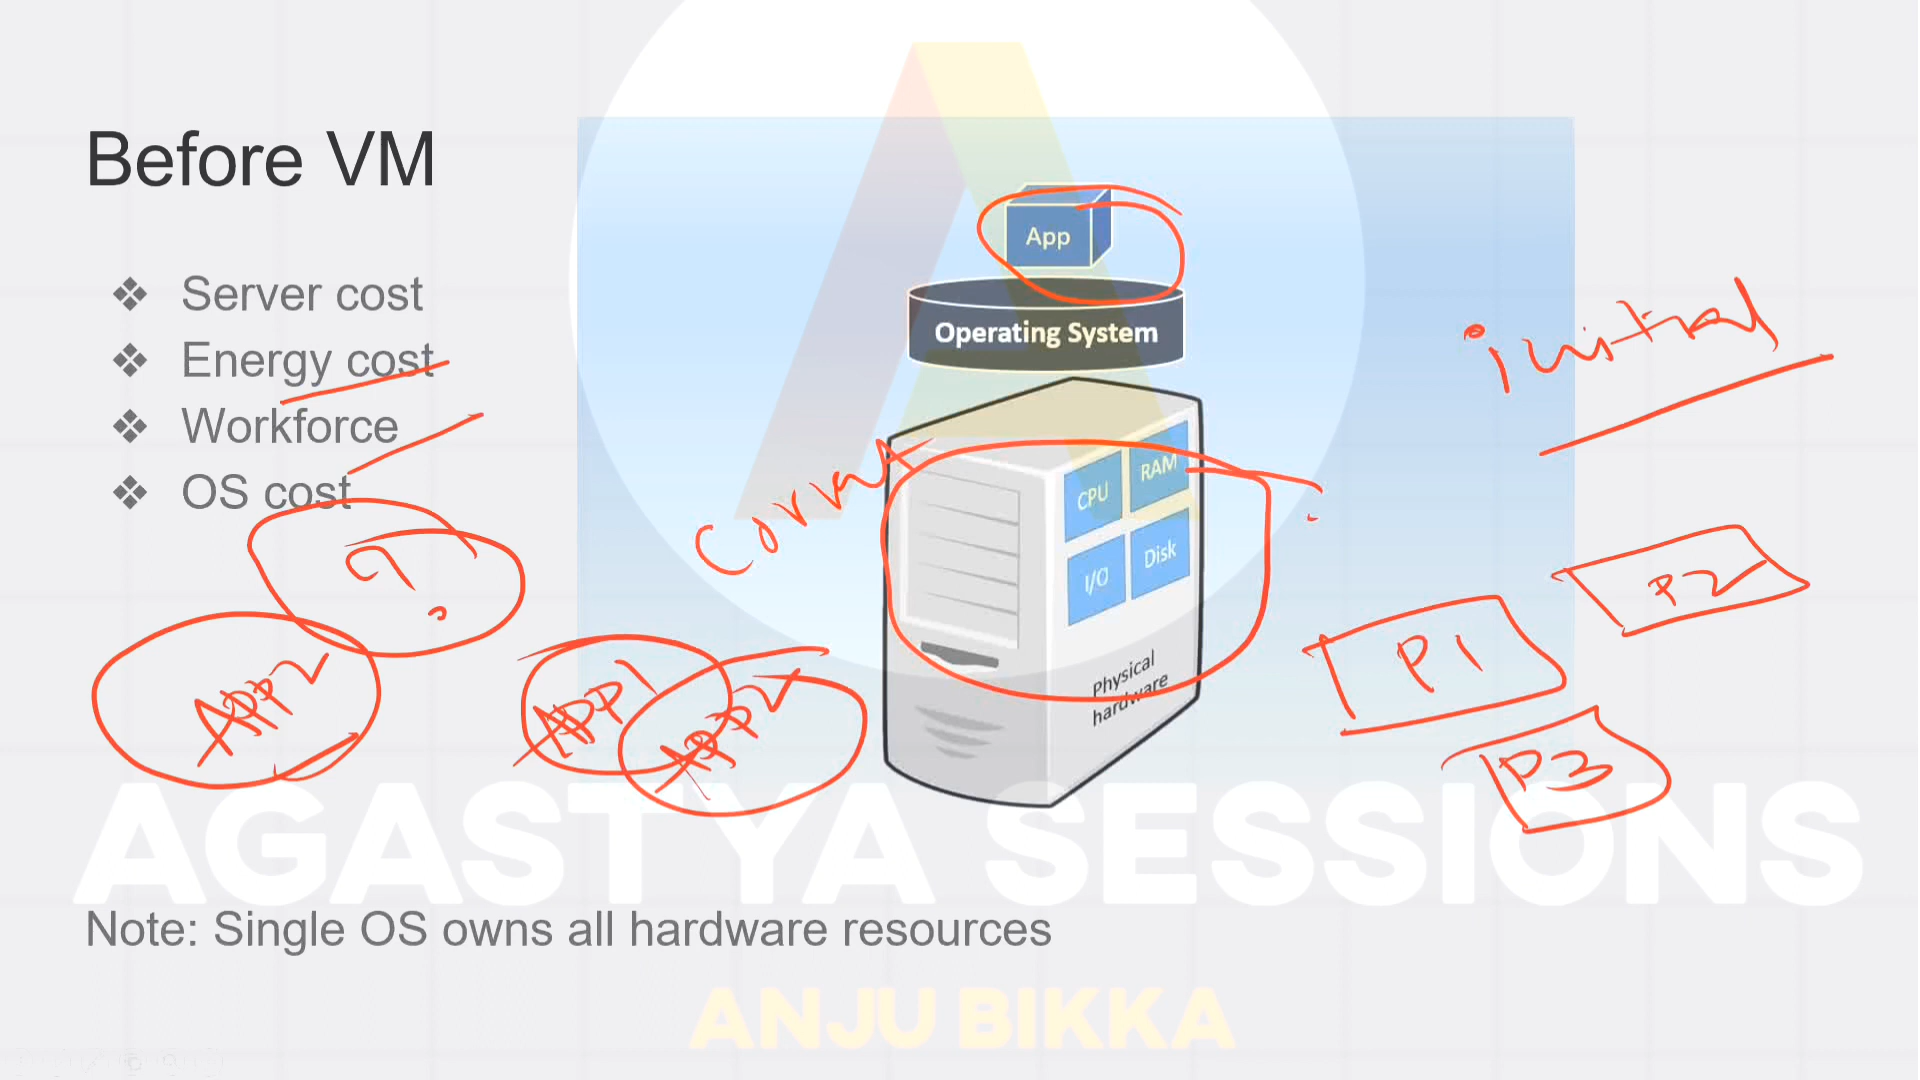 Before VM
❖ Server cost
❖ Energy cost
❖ Workforce
❖ OS cost
App
Operating System
CPU
RAM
I/O
Disk
Physical
hardware
initial
P2
P1
P3
?
APP2
APP1
APP2
AGASTYA SESSIONS
Note: Single OS owns all hardware resources
ANJU BIKKA